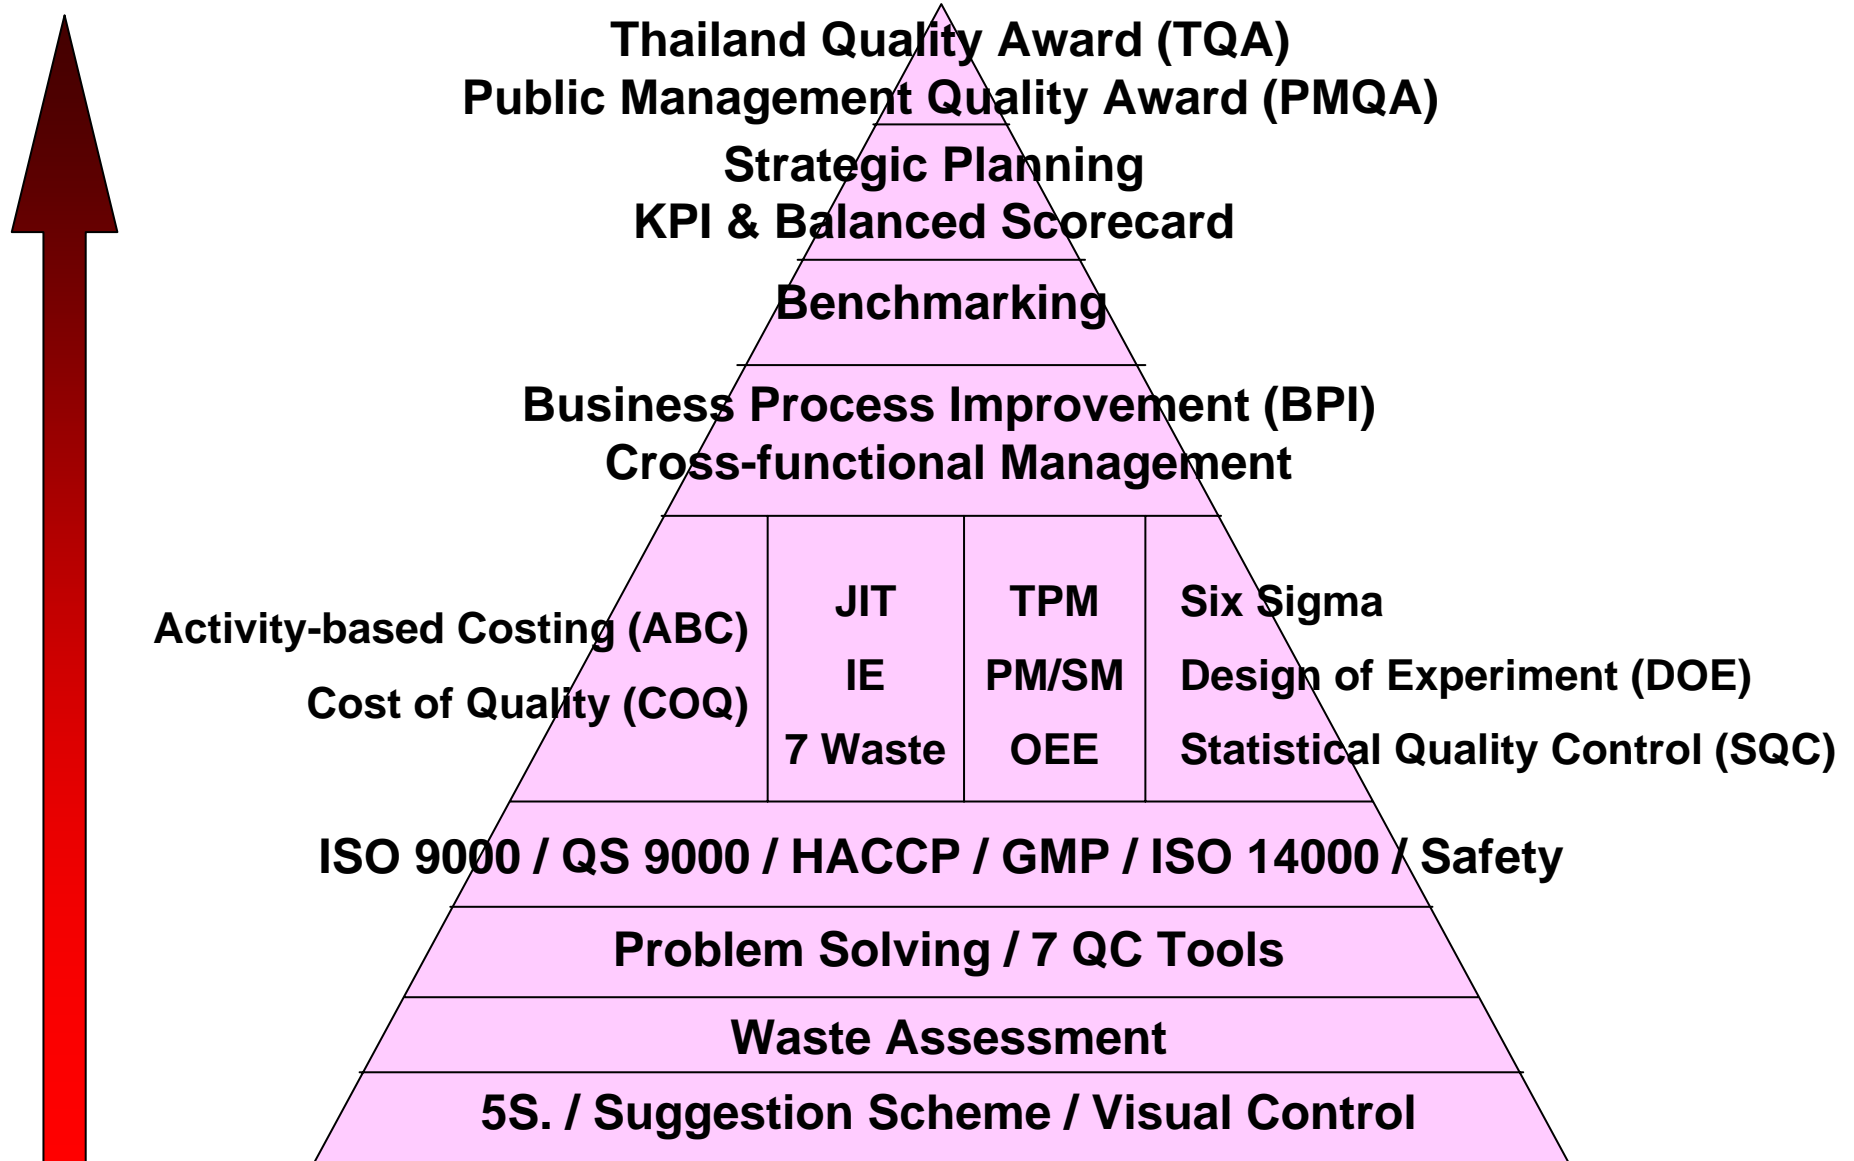 Thailand Quality Award (TQA)
Public Management Quality Award (PMQA)
Strategic Planning
KPI & Balanced Scorecard
Benchmarking
Business Process Improvement (BPI)
Cross-functional Management
Activity-based Costing (ABC)
Cost of Quality (COQ)
JIT
IE
7 Waste
TPM
PM/SM
OEE
Six Sigma
Design of Experiment (DOE)
Statistical Quality Control (SQC)
ISO 9000 / QS 9000 / HACCP / GMP / ISO 14000 / Safety
Problem Solving / 7 QC Tools
Waste Assessment
5S. / Suggestion Scheme / Visual Control